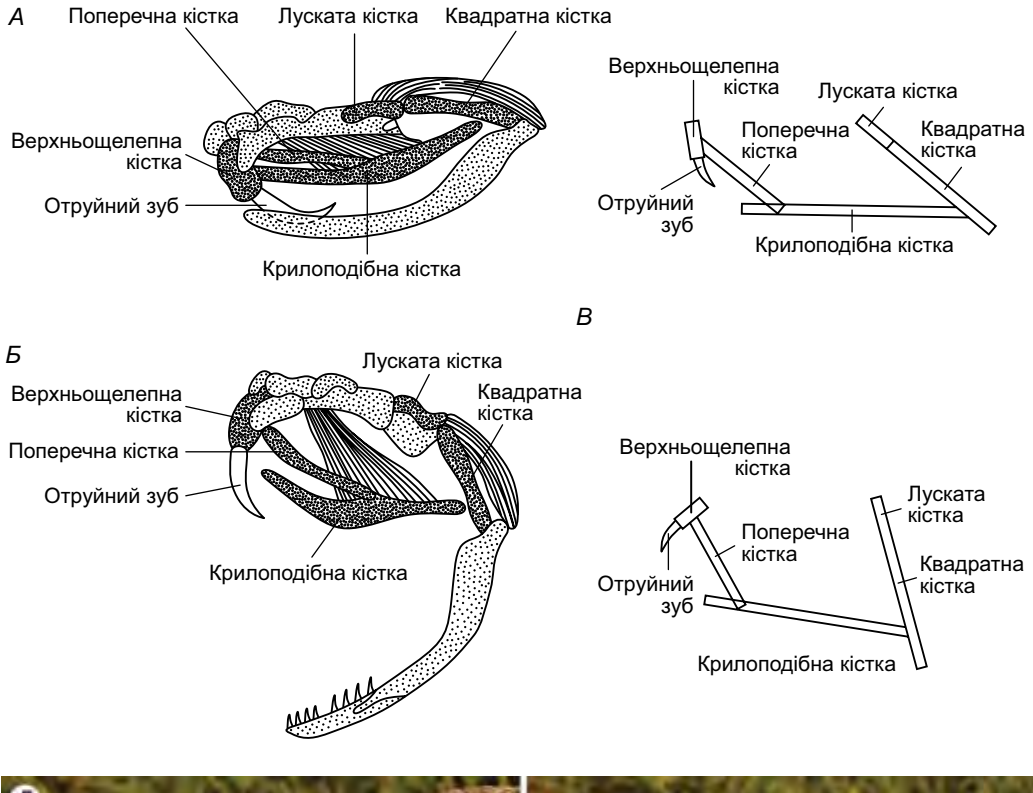 А
Поперечна кістка
Луската кістка
Квадратна кістка
Верхньощелепна
кістка
Отруйний зуб
Крилоподібна кістка
Верхньощелепна
кістка
Луската кістка
Поперечна
кістка
Квадратна
кістка
Отруйний
зуб
Крилоподібна кістка
Б
Верхньощелепна
кістка
Луската кістка
Квадратна
кістка
Поперечна кістка
Отруйний зуб
Крилоподібна кістка
В
Верхньощелепна
кістка
Луската
кістка
Поперечна
кістка
Квадратна
кістка
Отруйний
зуб
Крилоподібна кістка